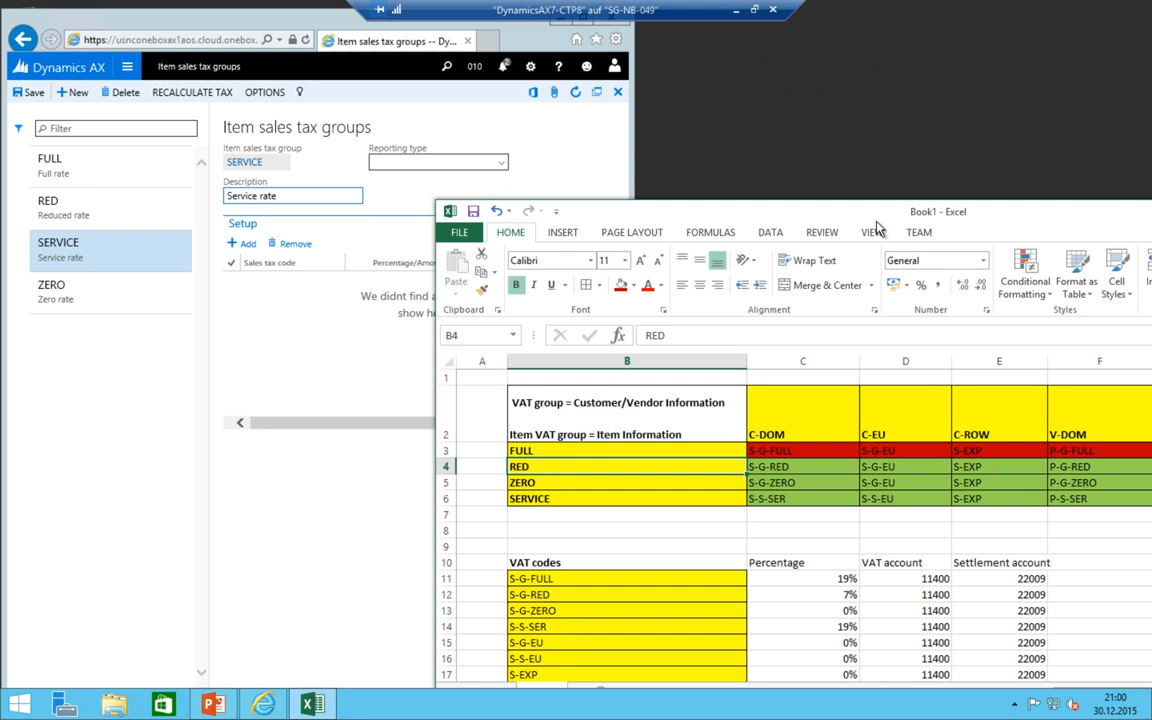 "DynamicsAX7-CTP8" auf "SG-NB-049"
https://usnconeboxax1aos.cloud.onebox.
Item sales tax groups -- Dy...
Dynamics AX
Item sales tax groups
010
2
Save
New
Delete
RECALCULATE TAX
OPTIONS
Filter
FULL
Full rate
RED
Reduced rate
SERVICE
Service rate
ZERO
Zero rate
Item sales tax groups
Item sales tax group
Reporting type
SERVICE
Description
Service rate
Setup
Add
Remove
Sales tax code
Percentage/Amo
We didnt find a
show he
Book1 - Excel
FILE
HOME
INSERT
PAGE LAYOUT
FORMULAS
DATA
REVIEW
VIEW
TEAM
Paste
Calibri
11
B I U
Wrap Text
Merge & Center
General
%
Conditional Formatting
Format as Table
Cell Styles
Clipboard
Font
Alignment
Number
Styles
B4
fx
RED
A B C D E F
1
VAT group = Customer/Vendor Information
2 Item VAT group = Item Information C-DOM C-EU C-ROW V-DOM
3 FULL S-G-FULL S-G-EU S-EXP P-G-FULL
4 RED S-G-RED S-G-EU S-EXP P-G-RED
5 ZERO S-G-ZERO S-G-EU S-EXP P-G-ZERO
6 SERVICE S-S-SER S-S-EU S-EXP P-S-SER
7
8
9
10 VAT codes Percentage VAT account Settlement account
11 S-G-FULL 19% 11400 22009
12 S-G-RED 7% 11400 22009
13 S-G-ZERO 0% 11400 22009
14 S-S-SER 19% 11400 22009
15 S-G-EU 0% 11400 22009
16 S-S-EU 0% 11400 22009
17 S-EXP 0% 11400 22009
21:00
30.12.2015